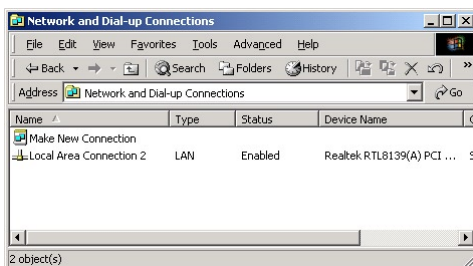 Network and Dial-up Connections
File Edit View Favorites Tools Advanced Help
Back Search Folders History »
Address Network and Dial-up Connections Go
Name Type Status Device Name
Make New Connection
Local Area Connection 2 LAN Enabled Realtek RTL8139(A) PCI ...
2 object(s)